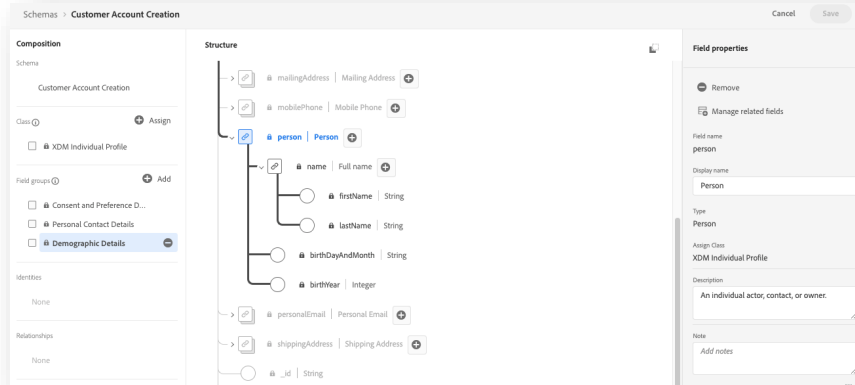 Schemas > Customer Account Creation
Cancel
Save
Composition
Schema
Customer Account Creation
Class
Assign
XDM Individual Profile
Field groups
Add
Consent and Preference D...
Personal Contact Details
Demographic Details
Identities
None
Relationships
None
Structure
mailingAddress | Mailing Address
mobilePhone | Mobile Phone
person | Person
name | Full name
firstName | String
lastName | String
birthDayAndMonth | String
birthYear | Integer
personalEmail | Personal Email
shippingAddress | Shipping Address
_id | String
Field properties
Remove
Manage related fields
Field name
person
Display name
Person
Type
Person
Assign Class
XDM Individual Profile
Description
An individual actor, contact, or owner.
Note
Add notes